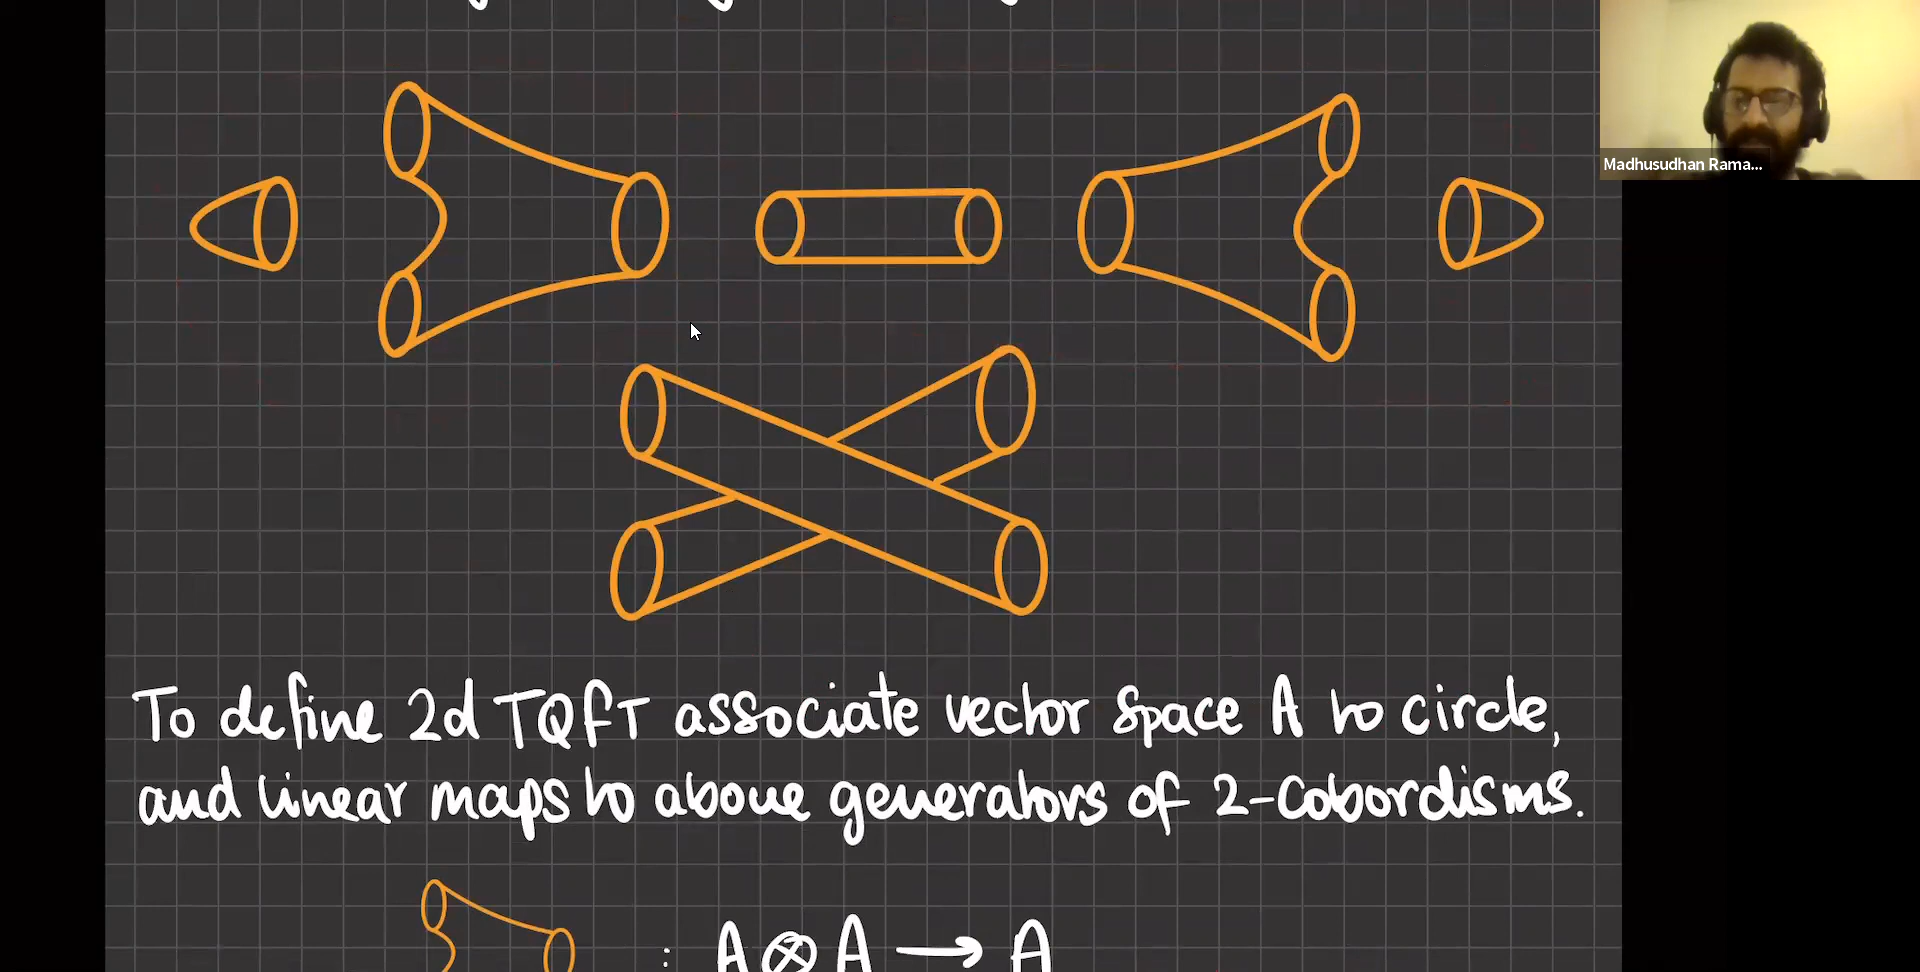 Madhusudhan Rama...
To define 2d TQFT associate vector space A to circle,
and linear maps to above generators of 2-cobordisms.
: A ⊗ A → A